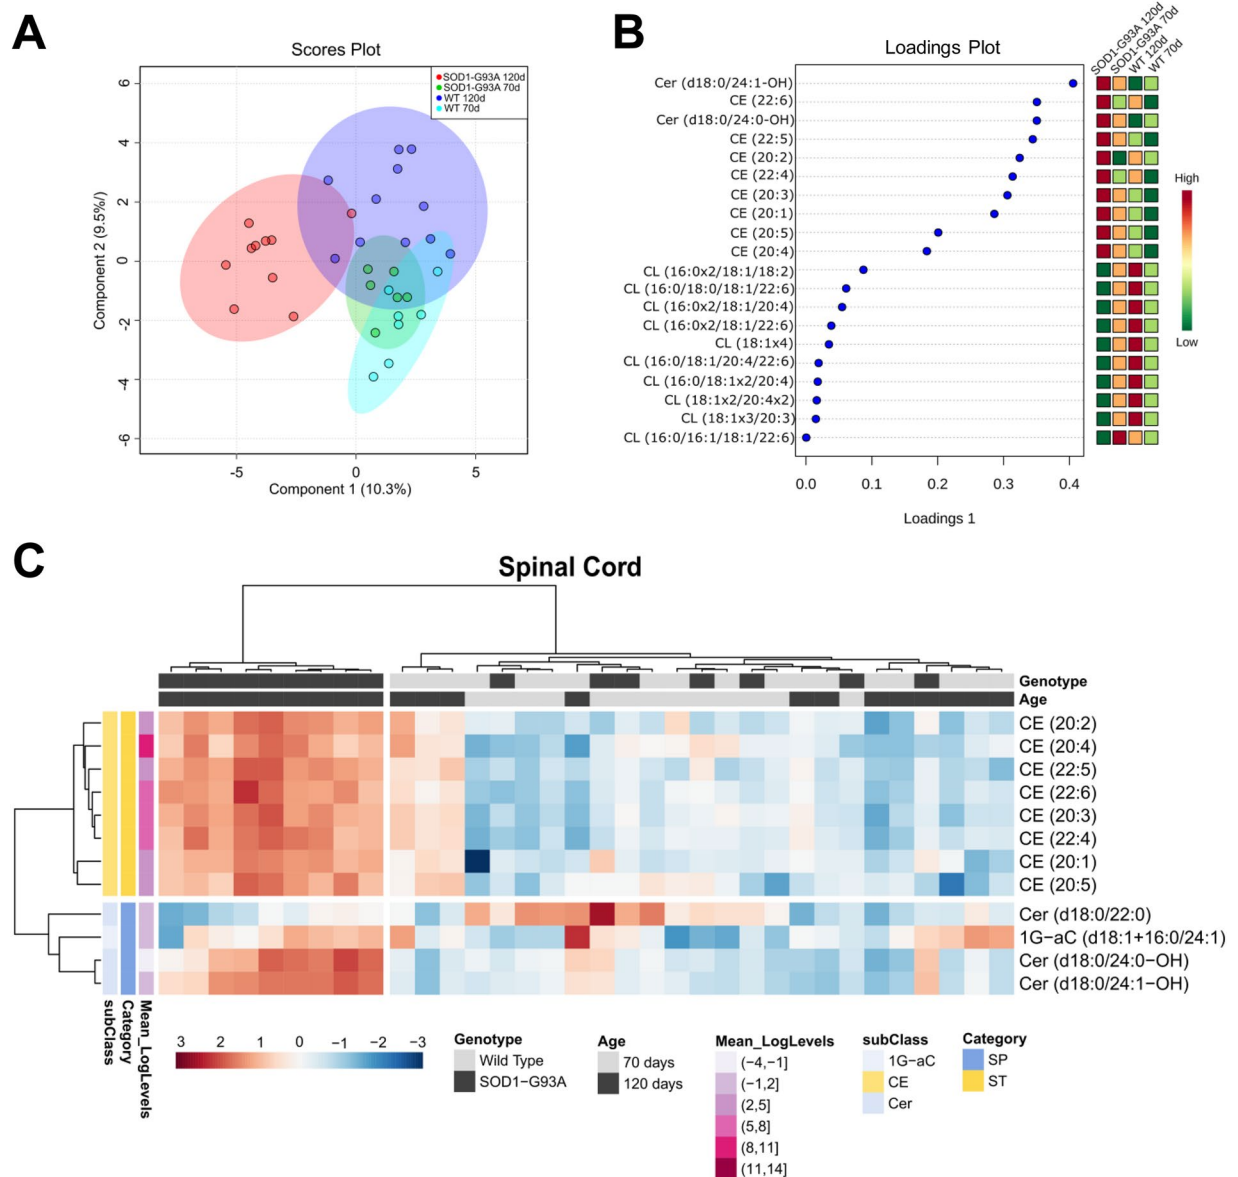 A
Scores Plot
SOD1-G93A 120d
SOD1-G93A 70d
WT 120d
WT 70d
6
4
2
0
-2
-4
-6
Component 2 (9.5%/)
-5
0
5
Component 1 (10.3%)
B
Loadings Plot
SOD1-G93A 120d
SOD1-G93A 70d
WT 120d
WT 70d
Cer (d18:0/24:1-OH)
CE (22:6)
Cer (d18:0/24:0-OH)
CE (22:5)
CE (20:2)
CE (22:4)
CE (20:3)
CE (20:1)
CE (20:5)
CE (20:4)
CL (16:0x2/18:1/18:2)
CL (16:0/18:0/18:1/22:6)
CL (16:0x2/18:1/20:4)
CL (16:0x2/18:1/22:6)
CL (18:1x4)
CL (16:0/18:1/20:4/22:6)
CL (16:0/18:1x2/20:4)
CL (18:1x2/20:4x2)
CL (18:1x3/20:3)
CL (16:0/16:1/18:1/22:6)
0.0
0.1
0.2
0.3
0.4
Loadings 1
High
Low
C
Spinal Cord
Genotype
Age
CE (20:2)
CE (20:4)
CE (22:5)
CE (22:6)
CE (20:3)
CE (22:4)
CE (20:1)
CE (20:5)
Cer (d18:0/22:0)
1G−aC (d18:1+16:0/24:1)
Cer (d18:0/24:0−OH)
Cer (d18:0/24:1−OH)
subClass
Category
Mean_LogLevels
3 2 1 0 −1 −2 −3
Genotype
Wild Type
SOD1−G93A
Age
70 days
120 days
Mean_LogLevels
(−4,−1]
(−1,2]
(2,5]
(5,8]
(8,11]
(11,14]
subClass
1G−aC
CE
Cer
Category
SP
ST